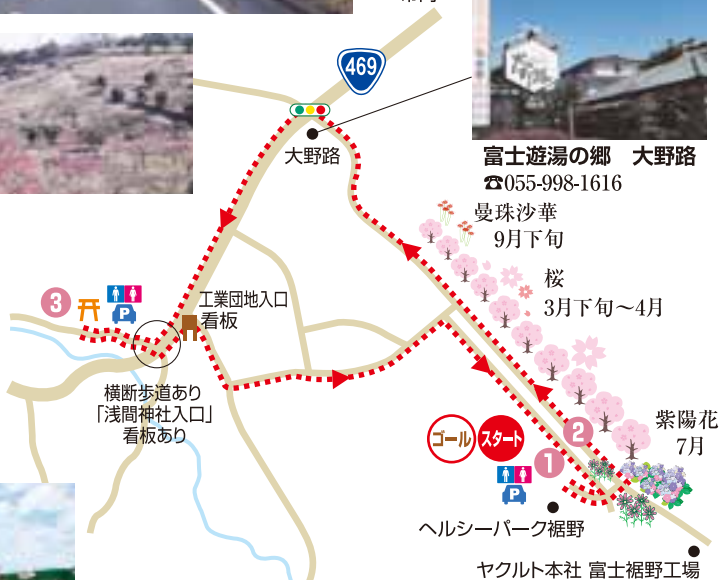 469
大野路
富士遊湯の郷　大野路
☎055-998-1616
曼珠沙華
9月下旬
桜
3月下旬～4月
3
P
工業団地入口
看板
横断歩道あり
「浅間神社入口」
看板あり
紫陽花
7月
ゴール
スタート
2
1
P
ヘルシーパーク裾野
ヤクルト本社 富士裾野工場